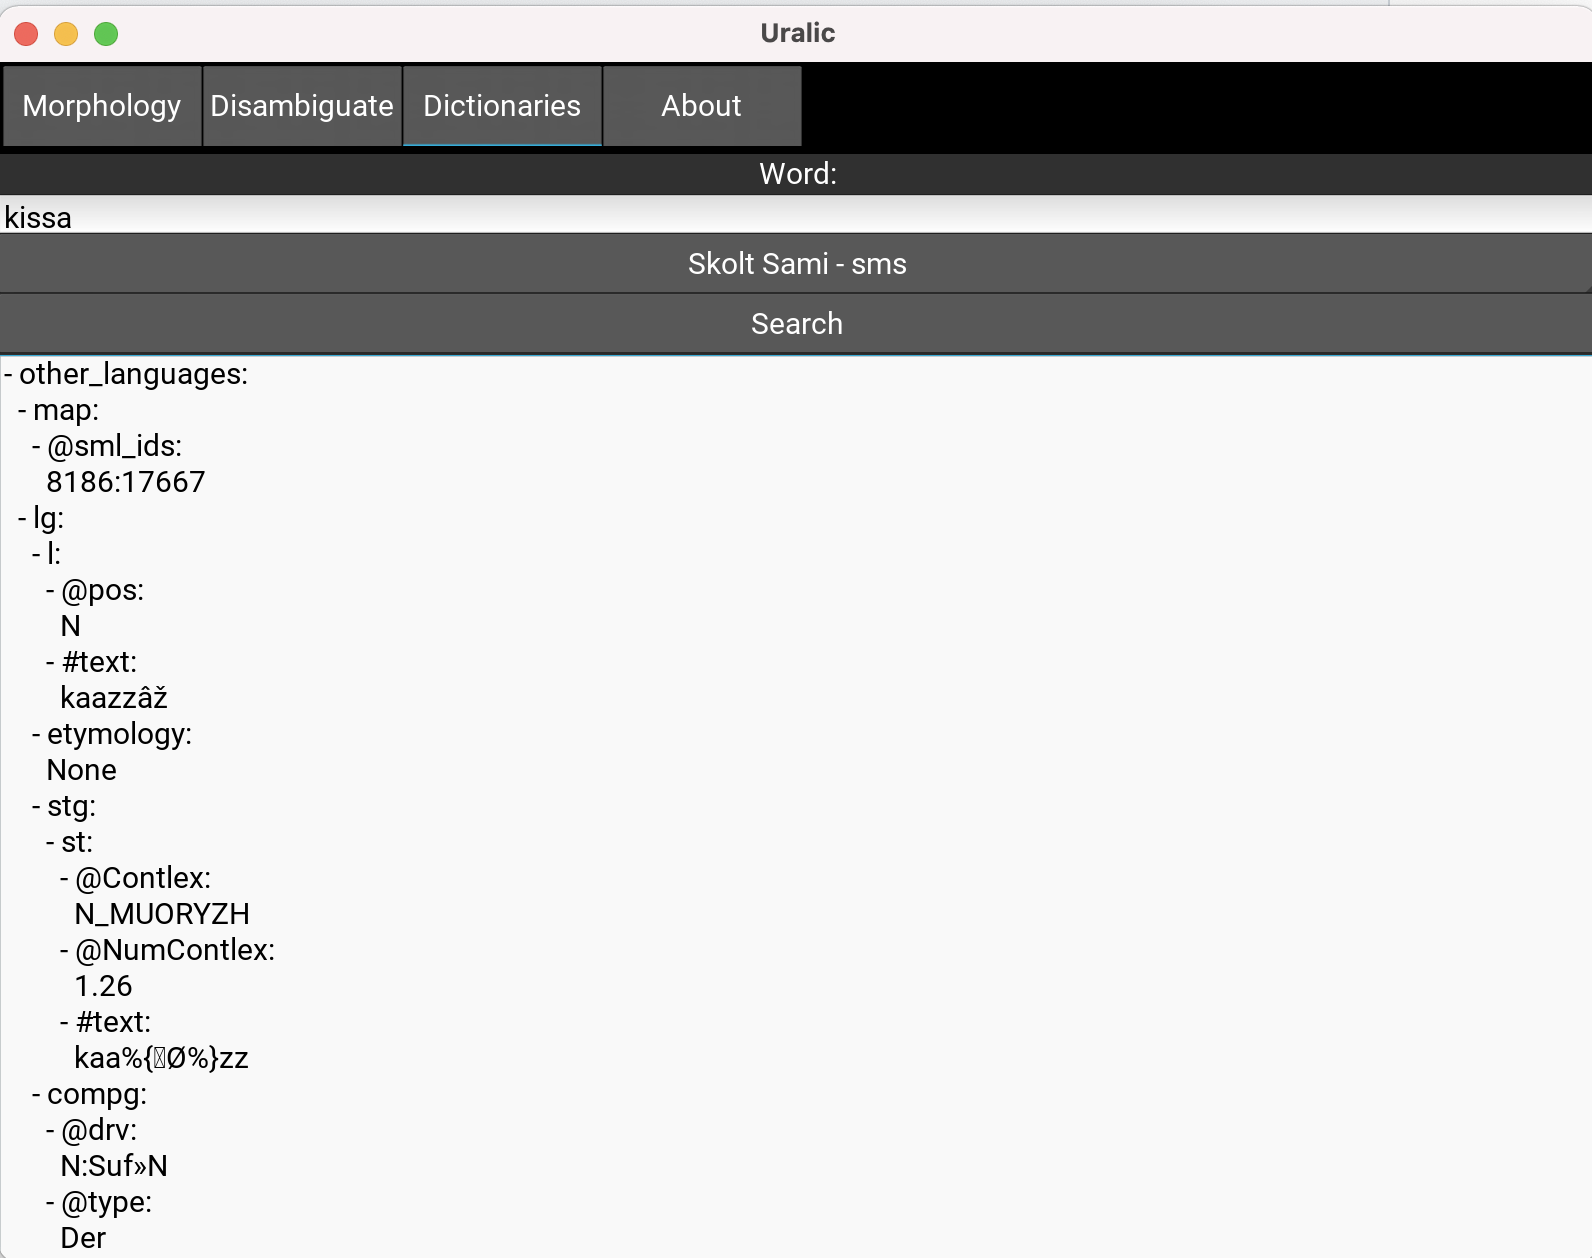 Uralic
Morphology Disambiguate Dictionaries About
Word:
kissa
Skolt Sami - sms
Search
- other_languages:
- map:
- @sml_ids:
8186:17667
- lg:
- l:
- @pos:
N
- #text:
kaazzâž
- etymology:
None
- stg:
- st:
- @Contlex:
N_MUORYZH
- @NumContlex:
1.26
- #text:
kaa%{Ø%}zz
- compg:
- @drv:
N:Suf»N
- @type:
Der